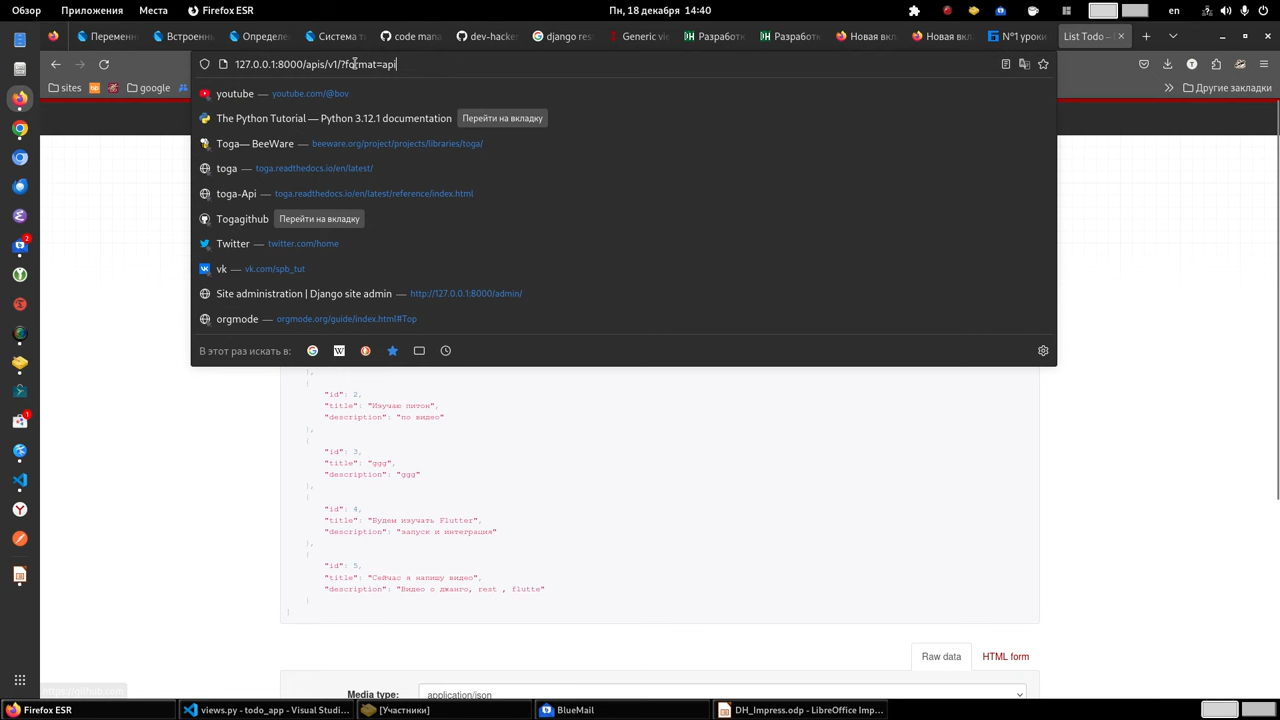 Обзор Приложения Места Firefox ESR Пн, 18 декабря 14:40 en
Перемен Встроен Определ Система т code mana dev-hacker django res Generic vie Разработк Разработк Новая вкл Новая вкл N°1 уроки List Todo –
127.0.0.1:8000/apis/v1/?format=api
sites google Другие закладки
youtube — youtube.com/@bov
The Python Tutorial — Python 3.12.1 documentation Перейти на вкладку
Toga— BeeWare — beeware.org/project/projects/libraries/toga/
toga — toga.readthedocs.io/en/latest/
toga-Api — toga.readthedocs.io/en/latest/reference/index.html
Togagithub Перейти на вкладку
Twitter — twitter.com/home
vk — vk.com/spb_tut
Site administration | Django site admin — http://127.0.0.1:8000/admin/
orgmode — orgmode.org/guide/index.html#Top
В этот раз искать в:
},
{
"id": 2,
"title": "Изучаю питон",
"description": "по видео"
},
{
"id": 3,
"title": "ggg",
"description": "ggg"
},
{
"id": 4,
"title": "Будем изучать Flutter",
"description": "запуск и интеграция"
},
{
"id": 5,
"title": "Сейчас я напишу видео",
"description": "Видео о джанго, rest , flutte"
}
]
Raw data HTML form
Media type: application/json
https://github.com
Firefox ESR views.py - todo_app - Visual Studi... [Участники] BlueMail DH_Impress.odp - LibreOffice Imp...